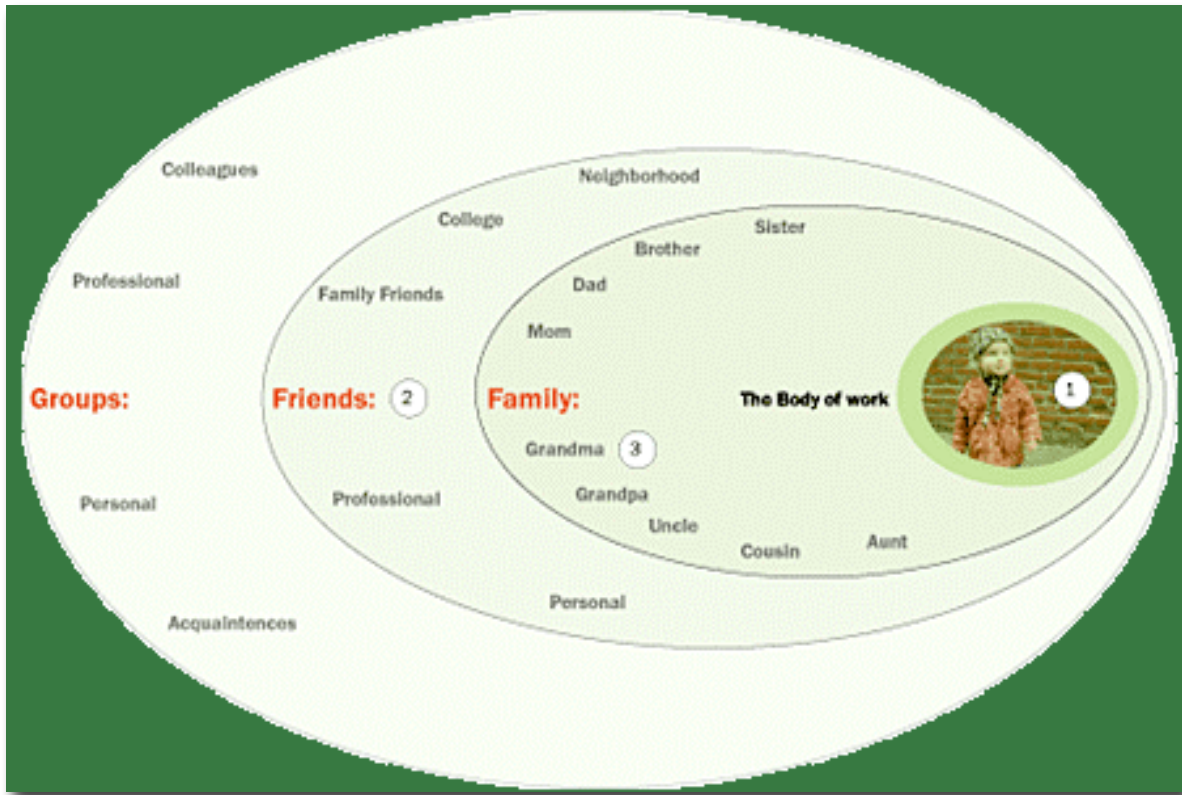 Colleagues
Professional
Groups:
Personal
Acquaintences
Neighborhood
College
Family Friends
Friends: 2
Professional
Personal
Sister
Brother
Dad
Mom
Family:
Grandma 3
Grandpa
Uncle
Cousin
Aunt
The Body of work
1